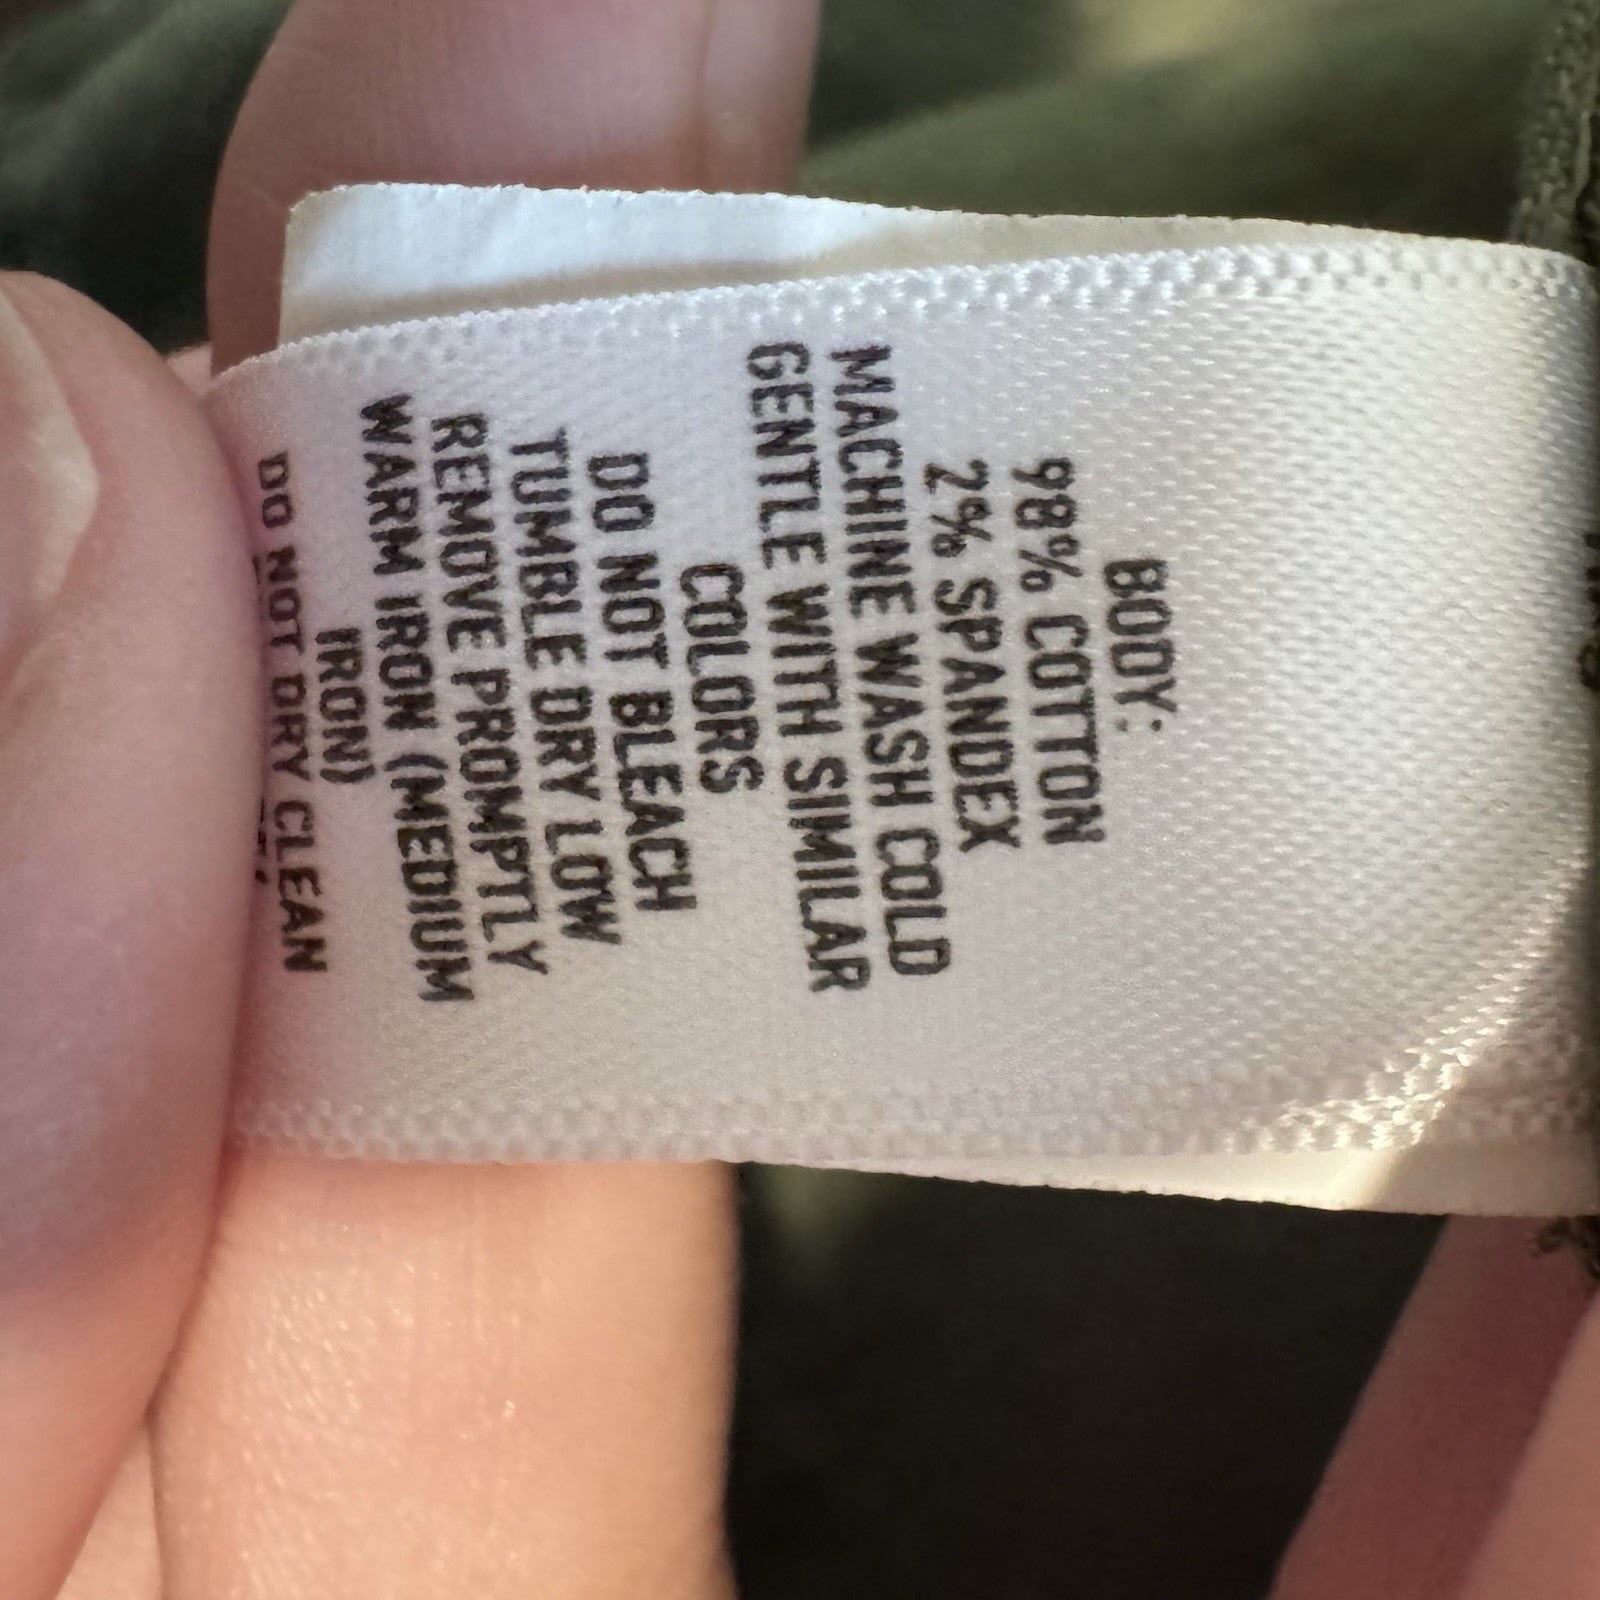 BODY:
98% COTTON
2% SPANDEX
MACHINE WASH COLD
GENTLE WITH SIMILAR
COLORS
DO NOT BLEACH
TUMBLE DRY LOW
REMOVE PROMPTLY
WARM IRON (MEDIUM
IRON)
DO NOT DRY CLEAN